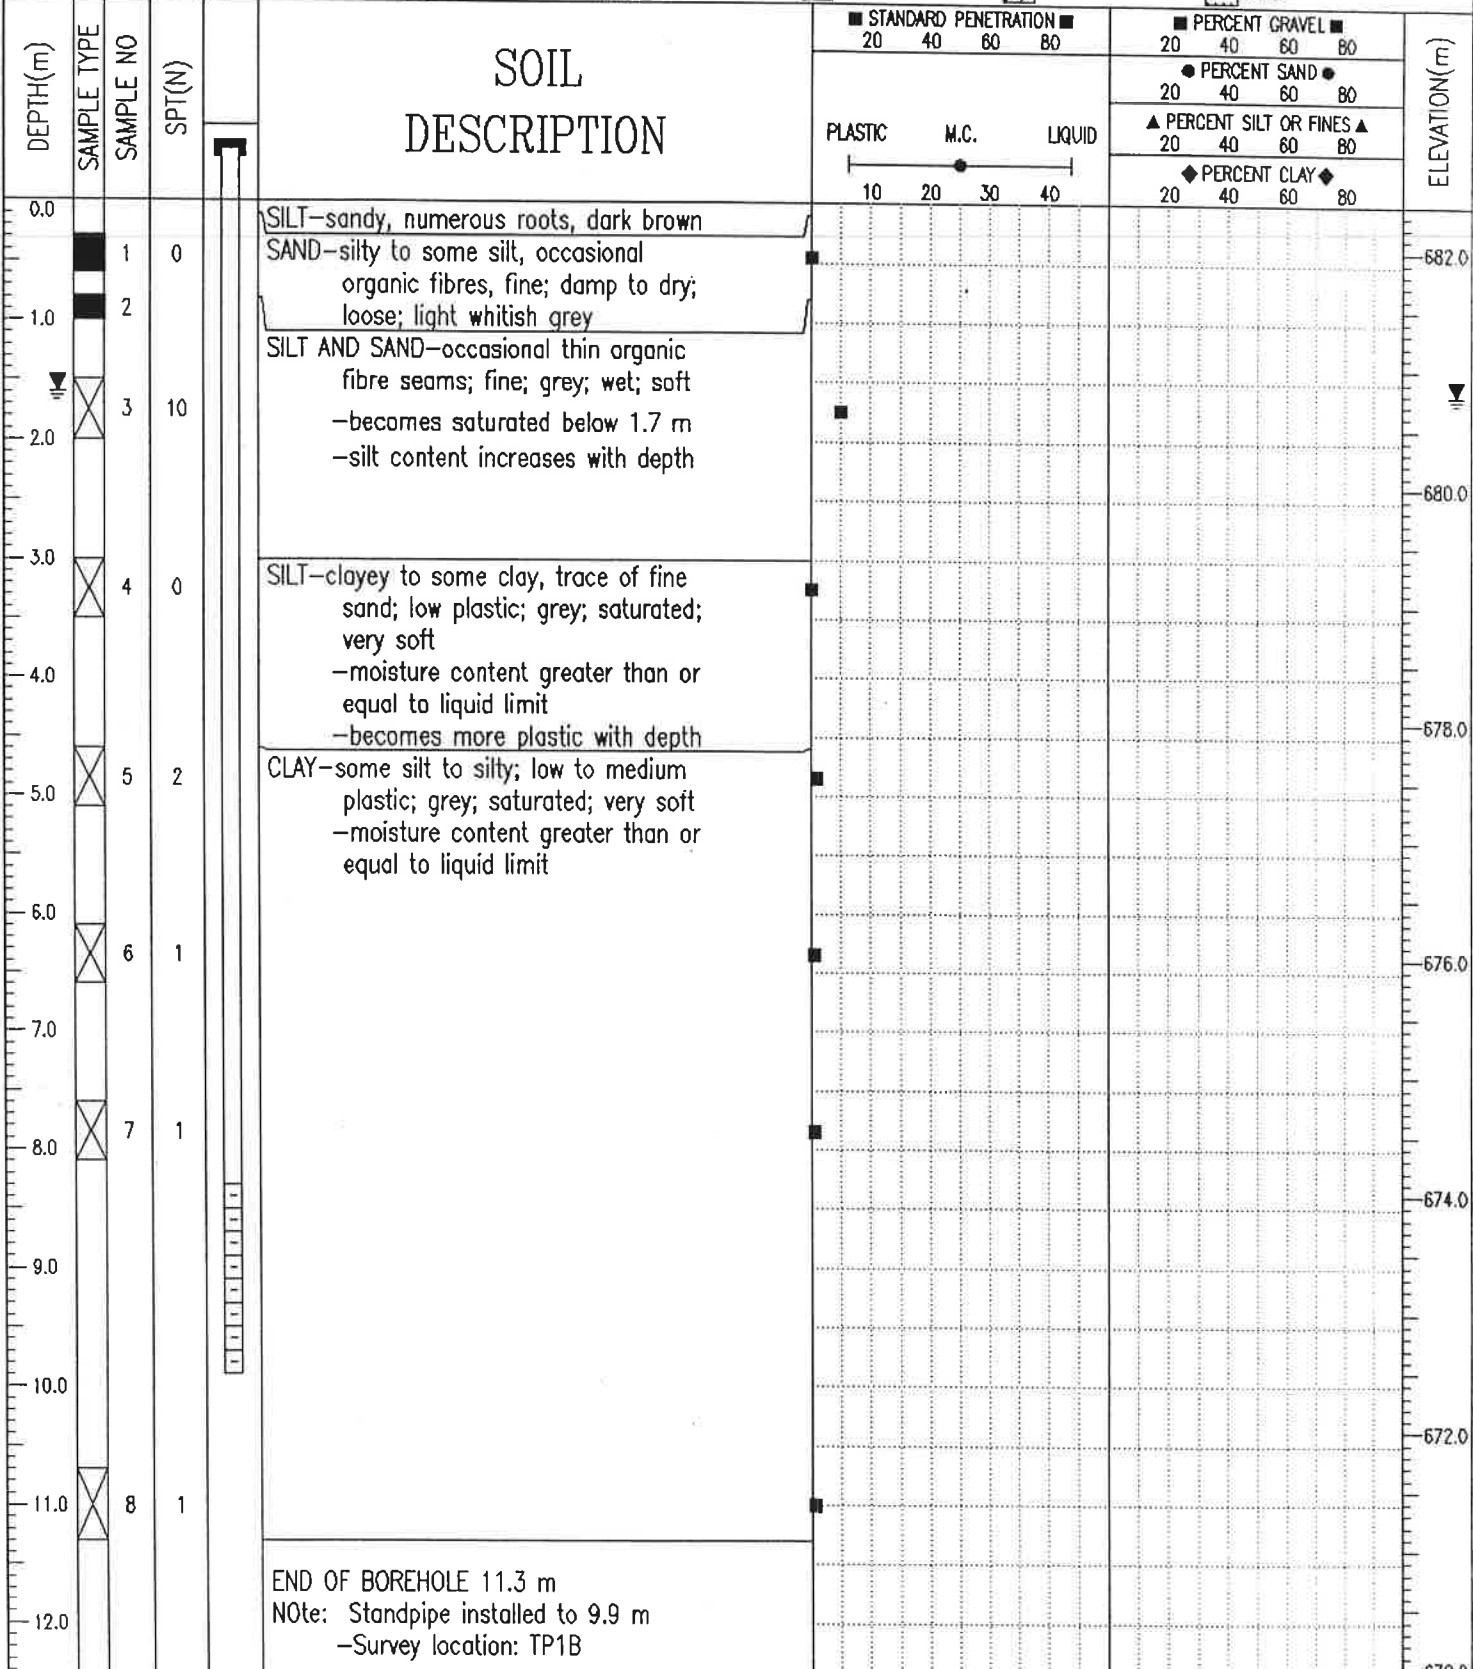 DEPTH(m)
SAMPLE TYPE
SAMPLE NO
SPT(N)
SOIL
DESCRIPTION
■ STANDARD PENETRATION ■
20 40 60 80
PLASTIC M.C. LIQUID
10 20 30 40
■ PERCENT GRAVEL ■
20 40 60 80
● PERCENT SAND ●
20 40 60 80
▲ PERCENT SILT OR FINES ▲
20 40 60 80
◆ PERCENT CLAY ◆
20 40 60 80
ELEVATION(m)
0.0
SILT-sandy, numerous roots, dark brown
1 0
SAND-silty to some silt, occasional
682.0
organic fibres, fine; damp to dry;
2
1.0
loose; light whitish grey
SILT AND SAND-occasional thin organic
fibre seams; fine; grey; wet; soft
3 10
-becomes saturated below 1.7 m
2.0
-silt content increases with depth
680.0
3.0
4 0
SILT-clayey to some clay, trace of fine
sand; low plastic; grey; saturated;
very soft
4.0
-moisture content greater than or
equal to liquid limit
-becomes more plastic with depth
678.0
5 2
CLAY-some silt to silty; low to medium
5.0
plastic; grey; saturated; very soft
-moisture content greater than or
equal to liquid limit
6.0
6 1
676.0
7.0
7 1
8.0
674.0
9.0
10.0
672.0
11.0
8 1
END OF BOREHOLE 11.3 m
NOte: Standpipe installed to 9.9 m
12.0
-Survey location: TP1B